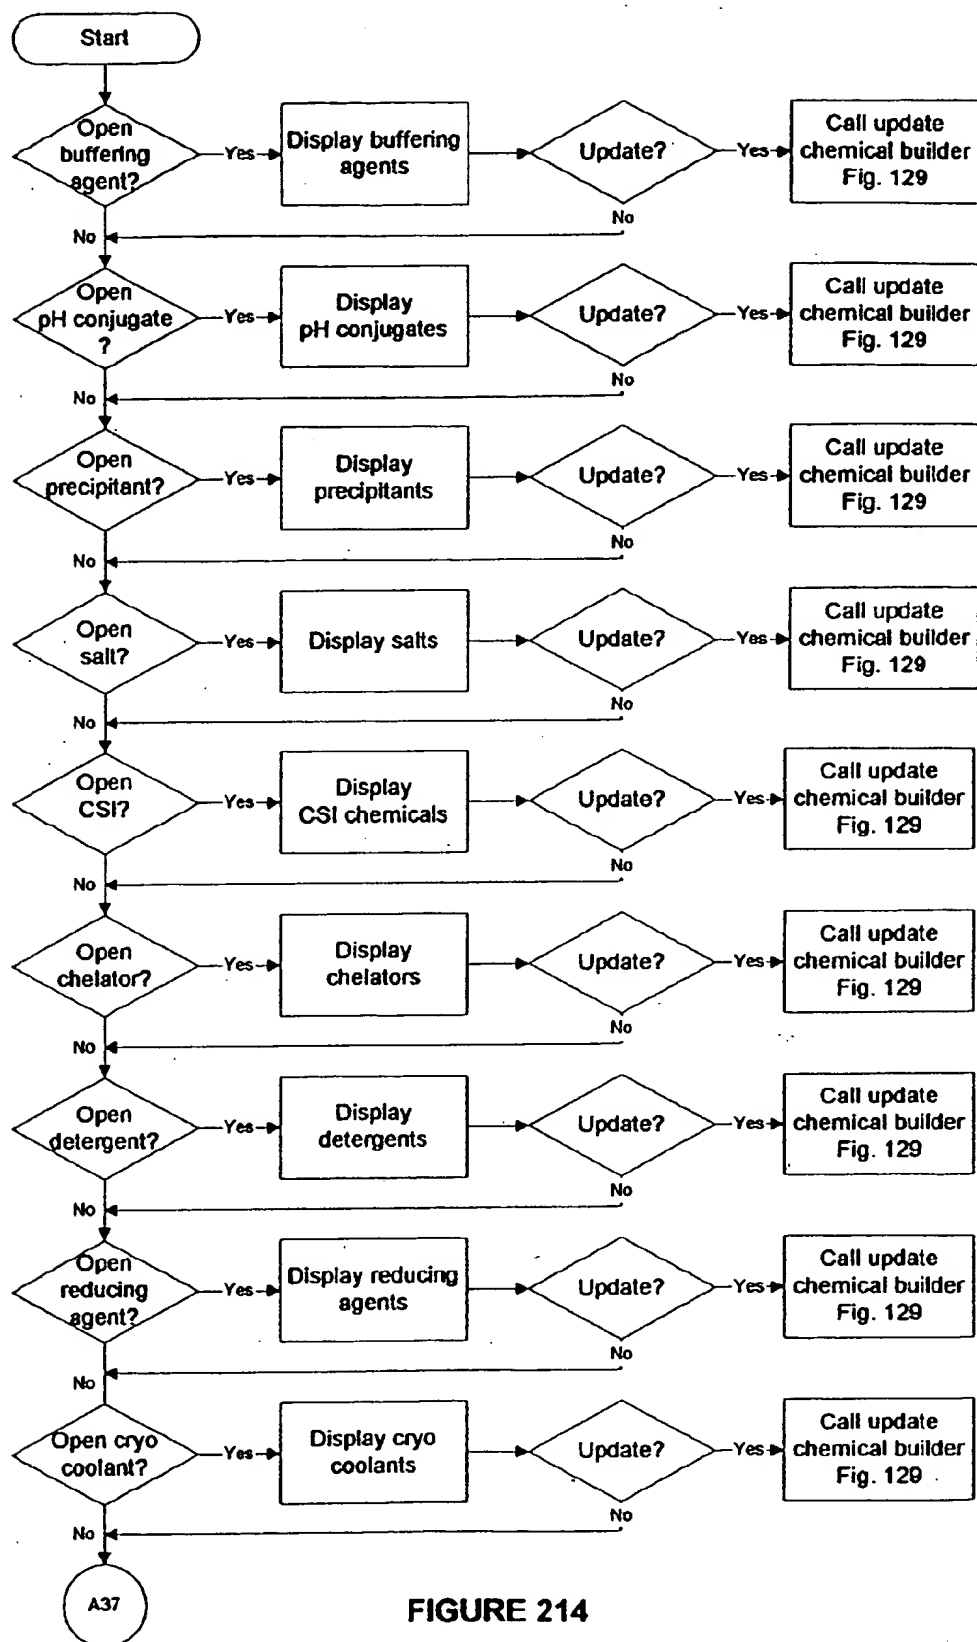 Start
Open
buffering
agent?
Yes
Display buffering
agents
Update?
Yes
Call update
chemical builder
Fig. 129
No
No
Open
pH conjugate
?
Yes
Display
pH conjugates
Update?
Yes
Call update
chemical builder
Fig. 129
No
No
Open
precipitant?
Yes
Display
precipitants
Update?
Yes
Call update
chemical builder
Fig. 129
No
No
Open
salt?
Yes
Display salts
Update?
Yes
Call update
chemical builder
Fig. 129
No
No
Open
CSI?
Yes
Display
CSI chemicals
Update?
Yes
Call update
chemical builder
Fig. 129
No
No
Open
chelator?
Yes
Display
chelators
Update?
Yes
Call update
chemical builder
Fig. 129
No
No
Open
detergent?
Yes
Display
detergents
Update?
Yes
Call update
chemical builder
Fig. 129
No
No
Open
reducing
agent?
Yes
Display reducing
agents
Update?
Yes
Call update
chemical builder
Fig. 129
No
No
Open cryo
coolant?
Yes
Display cryo
coolants
Update?
Yes
Call update
chemical builder
Fig. 129
No
No
A37
FIGURE 214